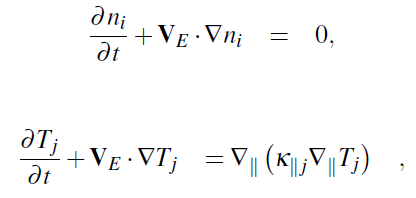 ∂n_i/∂t + V_E · ∇n_i = 0,
∂T_j/∂t + V_E · ∇T_j = ∇_∥ (κ_∥j ∇_∥ T_j) ,